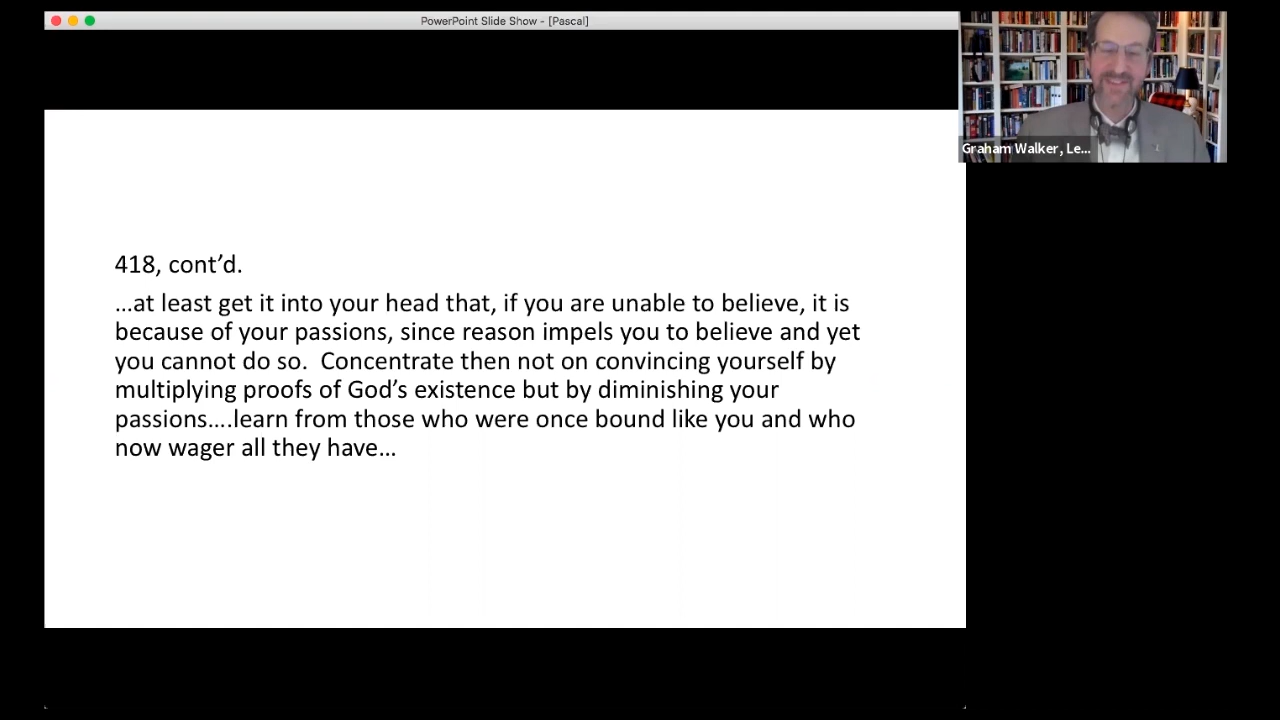 PowerPoint Slide Show - [Pascal]
Graham Walker, Le...
418, cont’d.
…at least get it into your head that, if you are unable to believe, it is
because of your passions, since reason impels you to believe and yet
you cannot do so.  Concentrate then not on convincing yourself by
multiplying proofs of God’s existence but by diminishing your
passions….learn from those who were once bound like you and who
now wager all they have…